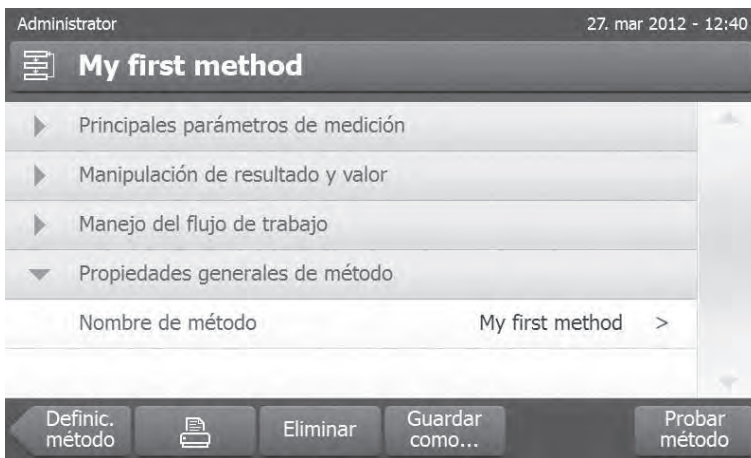 Administrator 27. mar 2012 - 12:40
My first method
Principales parámetros de medición
Manipulación de resultado y valor
Manejo del flujo de trabajo
Propiedades generales de método
Nombre de método My first method >
Definic.
método
Eliminar
Guardar
como...
Probar
método